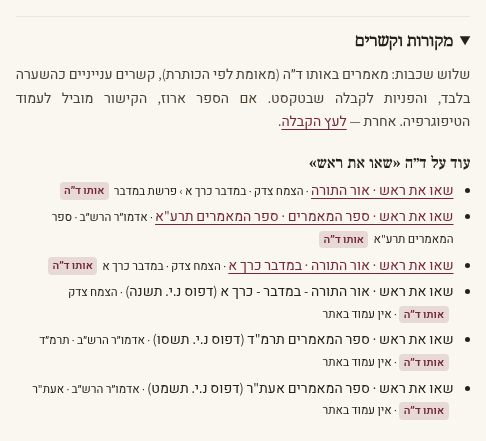 ▼ מקורות וקשרים
שלוש שכבות: מאמרים באותו ד״ה (מאומת לפי הכותרת), קשרים ענייניים כהשערה
בלבד, והפניות לקבלה שבטקסט. אם הספר ארוז, הקישור מוביל לעמוד
הטיפוגרפיה. אחרת — לעץ הקבלה.
עוד על ד״ה «שאו את ראש»
• שאו את ראש · אור התורה · הצמח צדק · במדבר כרך א › פרשת במדבר אותו ד״ה
• שאו את ראש · ספר המאמרים · ספר המאמרים תרע"א · אדמו״ר הרש״ב · ספר
המאמרים תרע"א אותו ד״ה
• שאו את ראש · אור התורה · במדבר כרך א · הצמח צדק · במדבר כרך א אותו ד״ה
• שאו את ראש · אור התורה - במדבר - כרך א (דפוס נ.י. תשנה) · הצמח צדק
אותו ד״ה · אין עמוד באתר
• שאו את ראש · ספר המאמרים תרמ"ד (דפוס נ.י. תשסו) · אדמו״ר הרש״ב · תרמ״ד
אותו ד״ה · אין עמוד באתר
• שאו את ראש · ספר המאמרים אעת"ר (דפוס נ.י. תשמט) · אדמו״ר הרש״ב · אעת"ר
אותו ד״ה · אין עמוד באתר